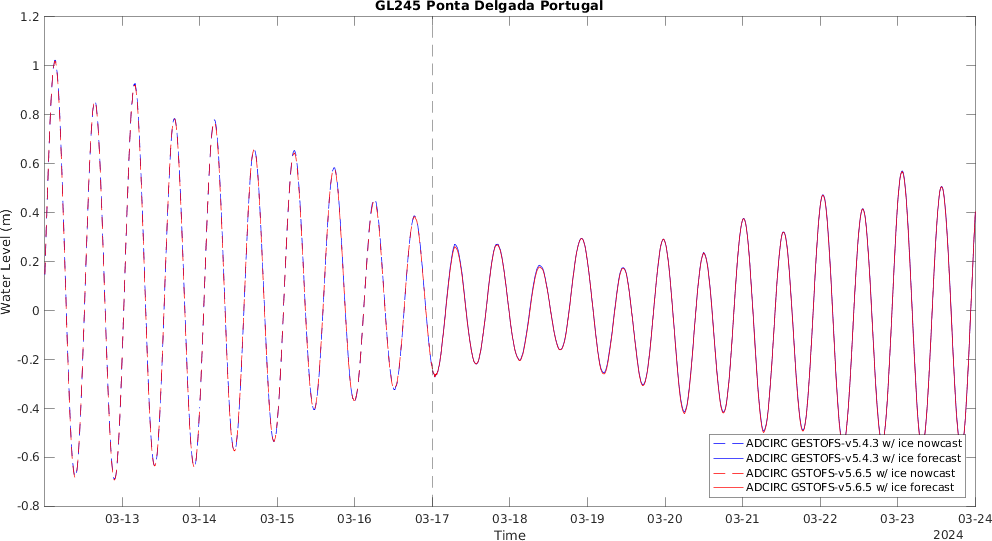 GL245 Ponta Delgada Portugal
1.2
1
0.8
0.6
0.4
0.2
0
-0.2
-0.4
-0.6
-0.8
Water Level (m)
ADCIRC GESTOFS-v5.4.3 w/ ice nowcast
ADCIRC GESTOFS-v5.4.3 w/ ice forecast
ADCIRC GSTOFS-v5.6.5 w/ ice nowcast
ADCIRC GSTOFS-v5.6.5 w/ ice forecast
03-13 03-14 03-15 03-16 03-17 03-18 03-19 03-20 03-21 03-22 03-23 03-24
Time
2024